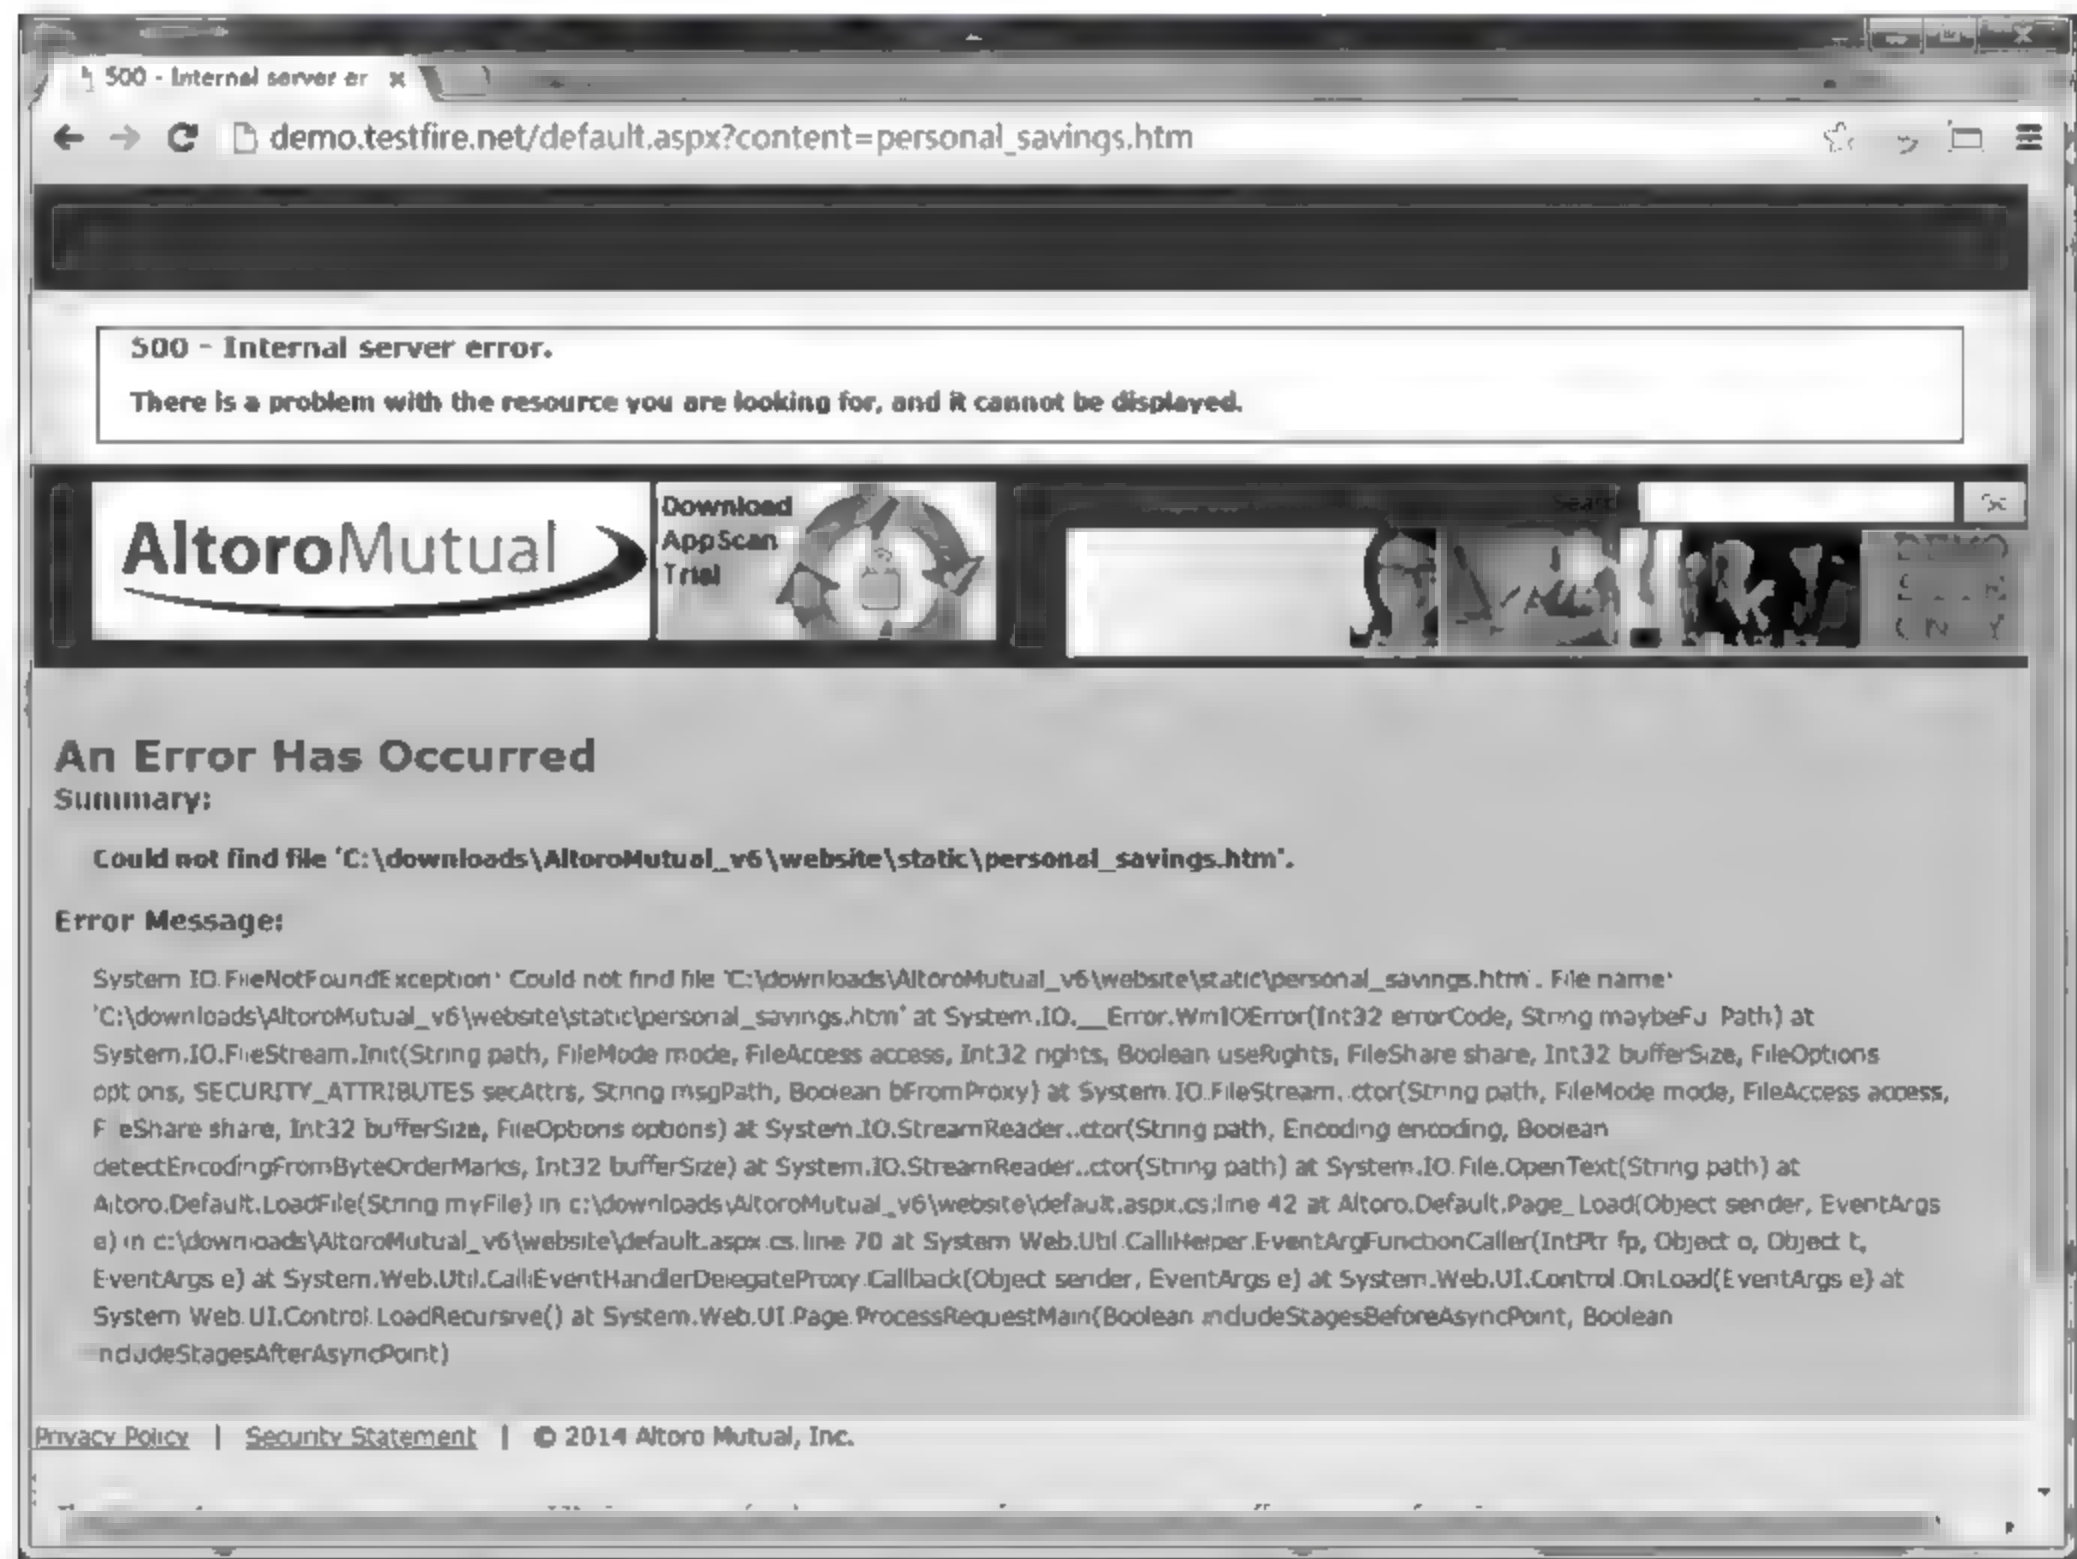 500 - Internal server er
demo.testfire.net/default.aspx?content=personal_savings.htm
500 - Internal server error.
There is a problem with the resource you are looking for, and it cannot be displayed.
AltoroMutual
Download
AppScan
Trial
DEMO
An Error Has Occurred
Summary:
Could not find file 'C:\downloads\AltoroMutual_v6\website\static\personal_savings.htm'.
Error Message:
System.IO.FileNotFoundException: Could not find file 'C:\downloads\AltoroMutual_v6\website\static\personal_savings.htm'. File name:
'C:\downloads\AltoroMutual_v6\website\static\personal_savings.htm' at System.IO.__Error.WinIOError(Int32 errorCode, String maybeFullPath) at
System.IO.FileStream.Init(String path, FileMode mode, FileAccess access, Int32 rights, Boolean useRights, FileShare share, Int32 bufferSize, FileOptions
options, SECURITY_ATTRIBUTES secAttrs, String msgPath, Boolean bFromProxy) at System.IO.FileStream..ctor(String path, FileMode mode, FileAccess access,
FileShare share, Int32 bufferSize, FileOptions options) at System.IO.StreamReader..ctor(String path, Encoding encoding, Boolean
detectEncodingFromByteOrderMarks, Int32 bufferSize) at System.IO.StreamReader..ctor(String path) at System.IO.File.OpenText(String path) at
Altoro.Default.LoadFile(String myFile) in c:\downloads\AltoroMutual_v6\website\default.aspx.cs:line 42 at Altoro.Default.Page_Load(Object sender, EventArgs
e) in c:\downloads\AltoroMutual_v6\website\default.aspx.cs:line 70 at System.Web.Util.CalliHelper.EventArgFunctionCaller(IntPtr fp, Object o, Object t,
EventArgs e) at System.Web.Util.CalliEventHandlerDelegateProxy.Callback(Object sender, EventArgs e) at System.Web.UI.Control.OnLoad(EventArgs e) at
System.Web.UI.Control.LoadRecursive() at System.Web.UI.Page.ProcessRequestMain(Boolean includeStagesBeforeAsyncPoint, Boolean
includeStagesAfterAsyncPoint)
Privacy Policy | Security Statement | © 2014 Altoro Mutual, Inc.